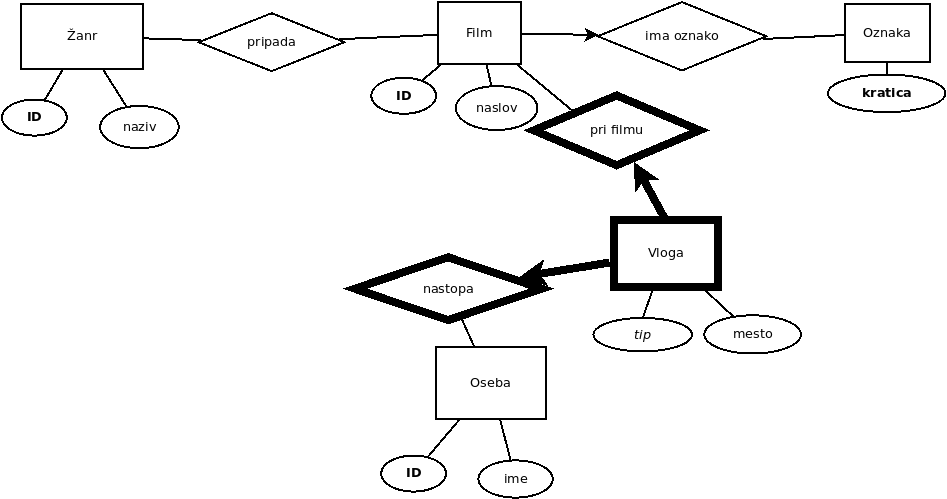 Žanr
pripada
Film
ima oznako
Oznaka
ID
naziv
ID
naslov
kratica
pri filmu
Vloga
nastopa
tip
mesto
Oseba
ID
ime